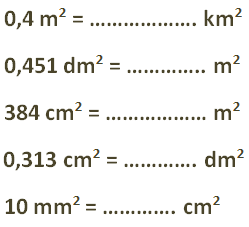 0,4 m² = ................... km²
0,451 dm² = .............. m²
384 cm² = .................. m²
0,313 cm² = ............. dm²
10 mm² = ............. cm²